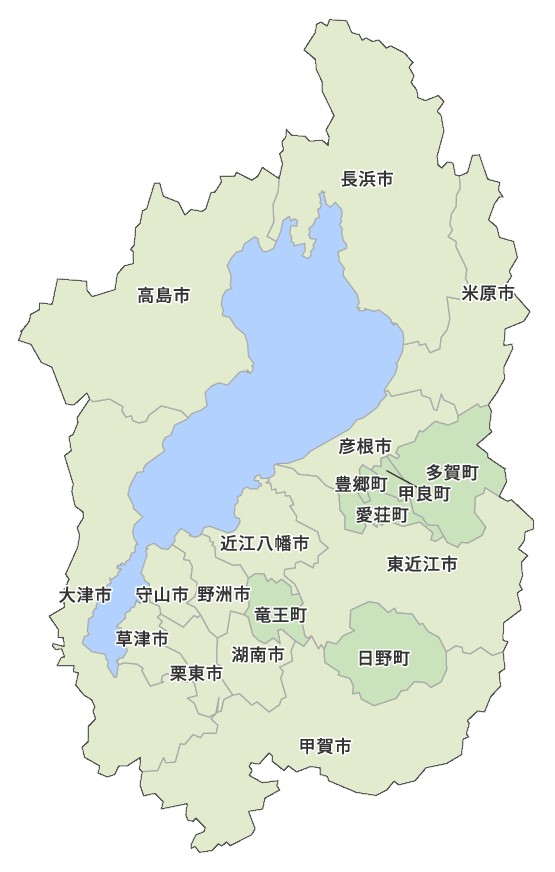 長浜市
高島市
米原市
彦根市
多賀町
豊郷町
甲良町
愛荘町
近江八幡市
東近江市
大津市
守山市
野洲市
竜王町
草津市
湖南市
日野町
栗東市
甲賀市